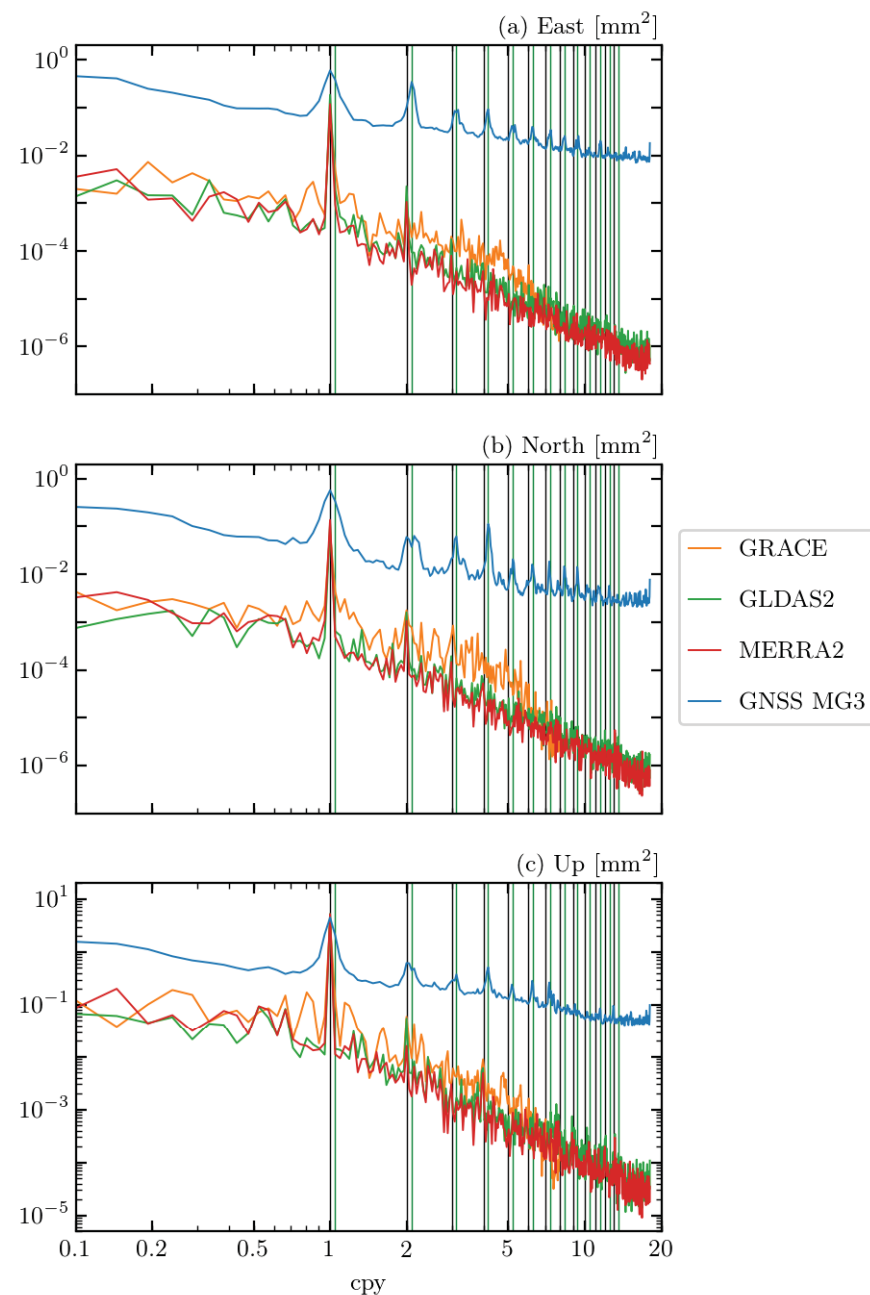 (a) East [mm²]
10⁰
10⁻²
10⁻⁴
10⁻⁶
(b) North [mm²]
10⁰
10⁻²
10⁻⁴
10⁻⁶
GRACE
GLDAS2
MERRA2
GNSS MG3
(c) Up [mm²]
10¹
10⁻¹
10⁻³
10⁻⁵
0.1 0.2 0.5 1 2 5 10 20
cpy